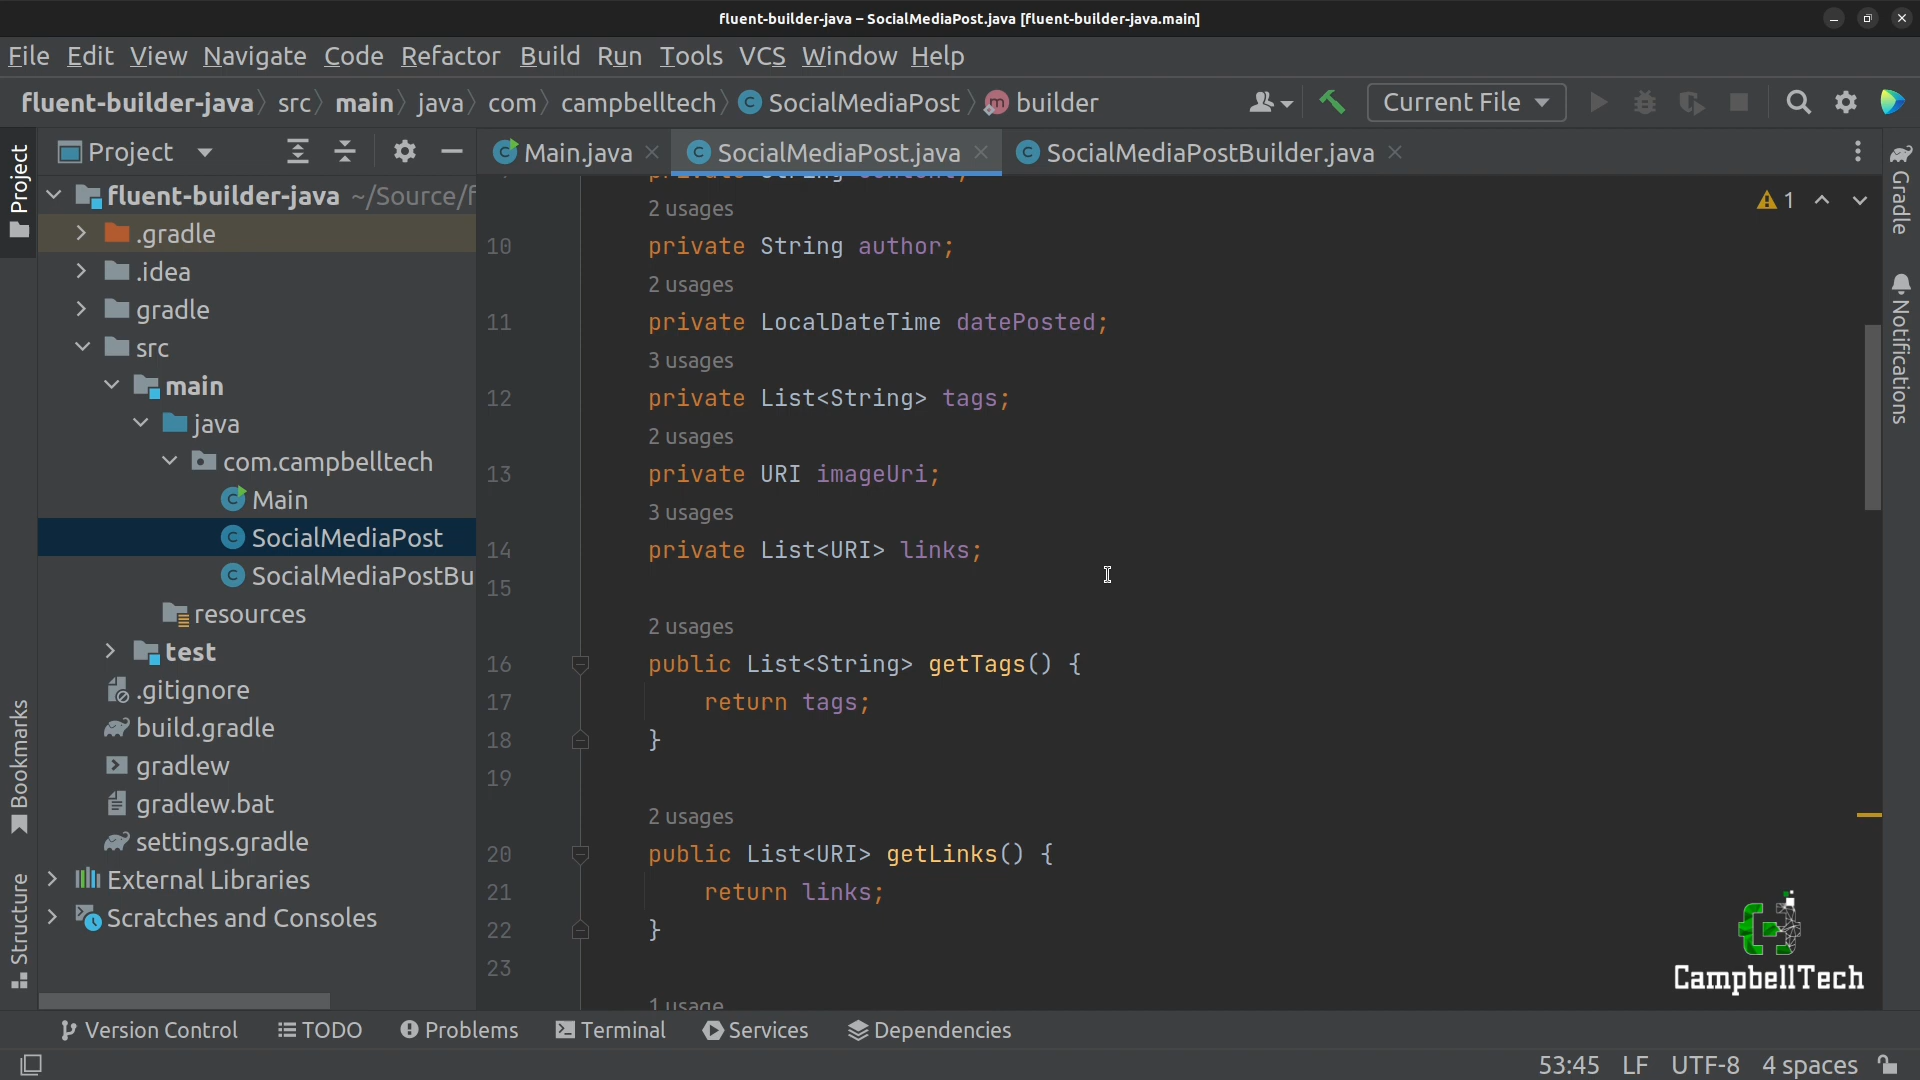 fluent-builder-java – SocialMediaPost.java [fluent-builder-java.main]
File Edit View Navigate Code Refactor Build Run Tools VCS Window Help
fluent-builder-java src main java com campbelltech SocialMediaPost builder Current File
Project Main.java SocialMediaPost.java SocialMediaPostBuilder.java
Project
Bookmarks
Structure
fluent-builder-java ~/Source/f
.gradle
.idea
gradle
src
main
java
com.campbelltech
Main
SocialMediaPost
SocialMediaPostBu
resources
test
.gitignore
build.gradle
gradlew
gradlew.bat
settings.gradle
External Libraries
Scratches and Consoles
private String content;
2 usages
10 private String author;
2 usages
11 private LocalDateTime datePosted;
3 usages
12 private List<String> tags;
2 usages
13 private URI imageUri;
3 usages
14 private List<URI> links;
15
2 usages
16 public List<String> getTags() {
17 return tags;
18 }
19
2 usages
20 public List<URI> getLinks() {
21 return links;
22 }
23
1 usage
1
Gradle
Notifications
CampbellTech
Version Control TODO Problems Terminal Services Dependencies
53:45 LF UTF-8 4 spaces